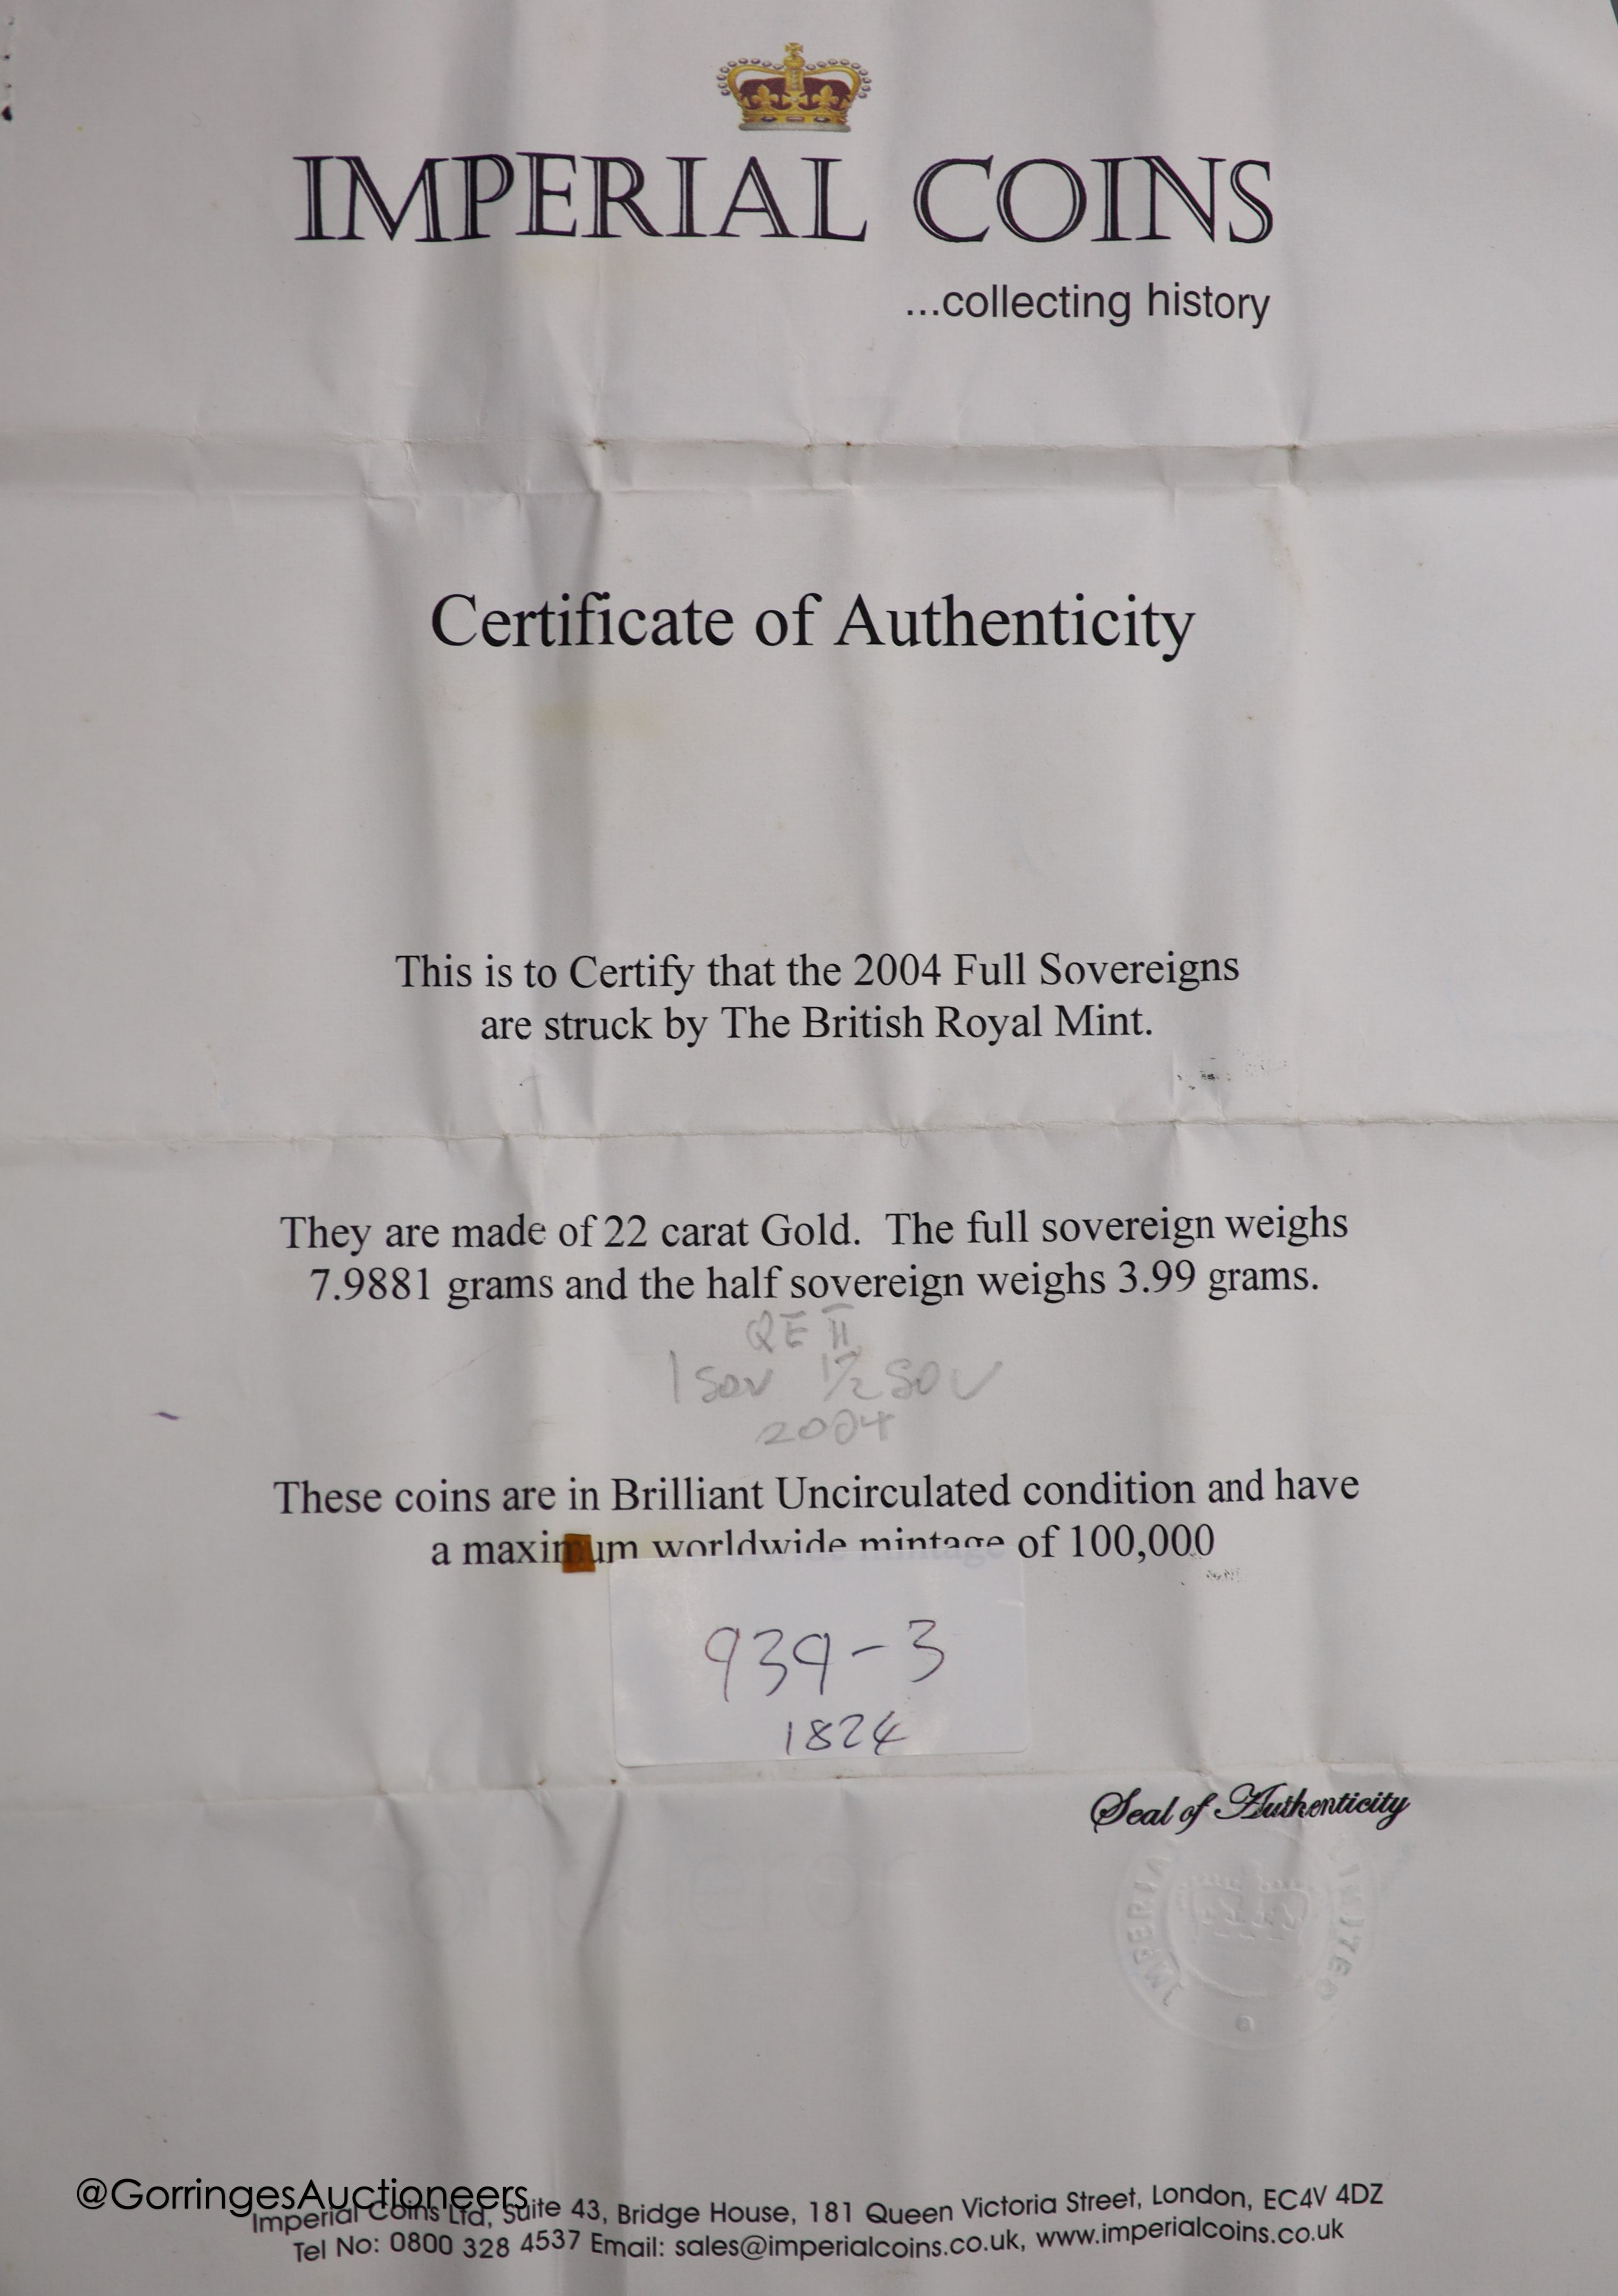 IMPERIAL COINS
...collecting history
Certificate of Authenticity
This is to Certify that the 2004 Full Sovereigns
are struck by The British Royal Mint.
They are made of 22 carat Gold. The full sovereign weighs
7.9881 grams and the half sovereign weighs 3.99 grams.
QE II
1 SOV 1/2 SOV
2004
These coins are in Brilliant Uncirculated condition and have
a maximum worldwide mintage of 100,000
939-3
1824
Seal of Authenticity
IMPERIA LIMITED
@GorringesAuctioneers
Imperial Coins Ltd, Suite 43, Bridge House, 181 Queen Victoria Street, London, EC4V 4DZ
Tel No: 0800 328 4537 Email: sales@imperialcoins.co.uk, www.imperialcoins.co.uk